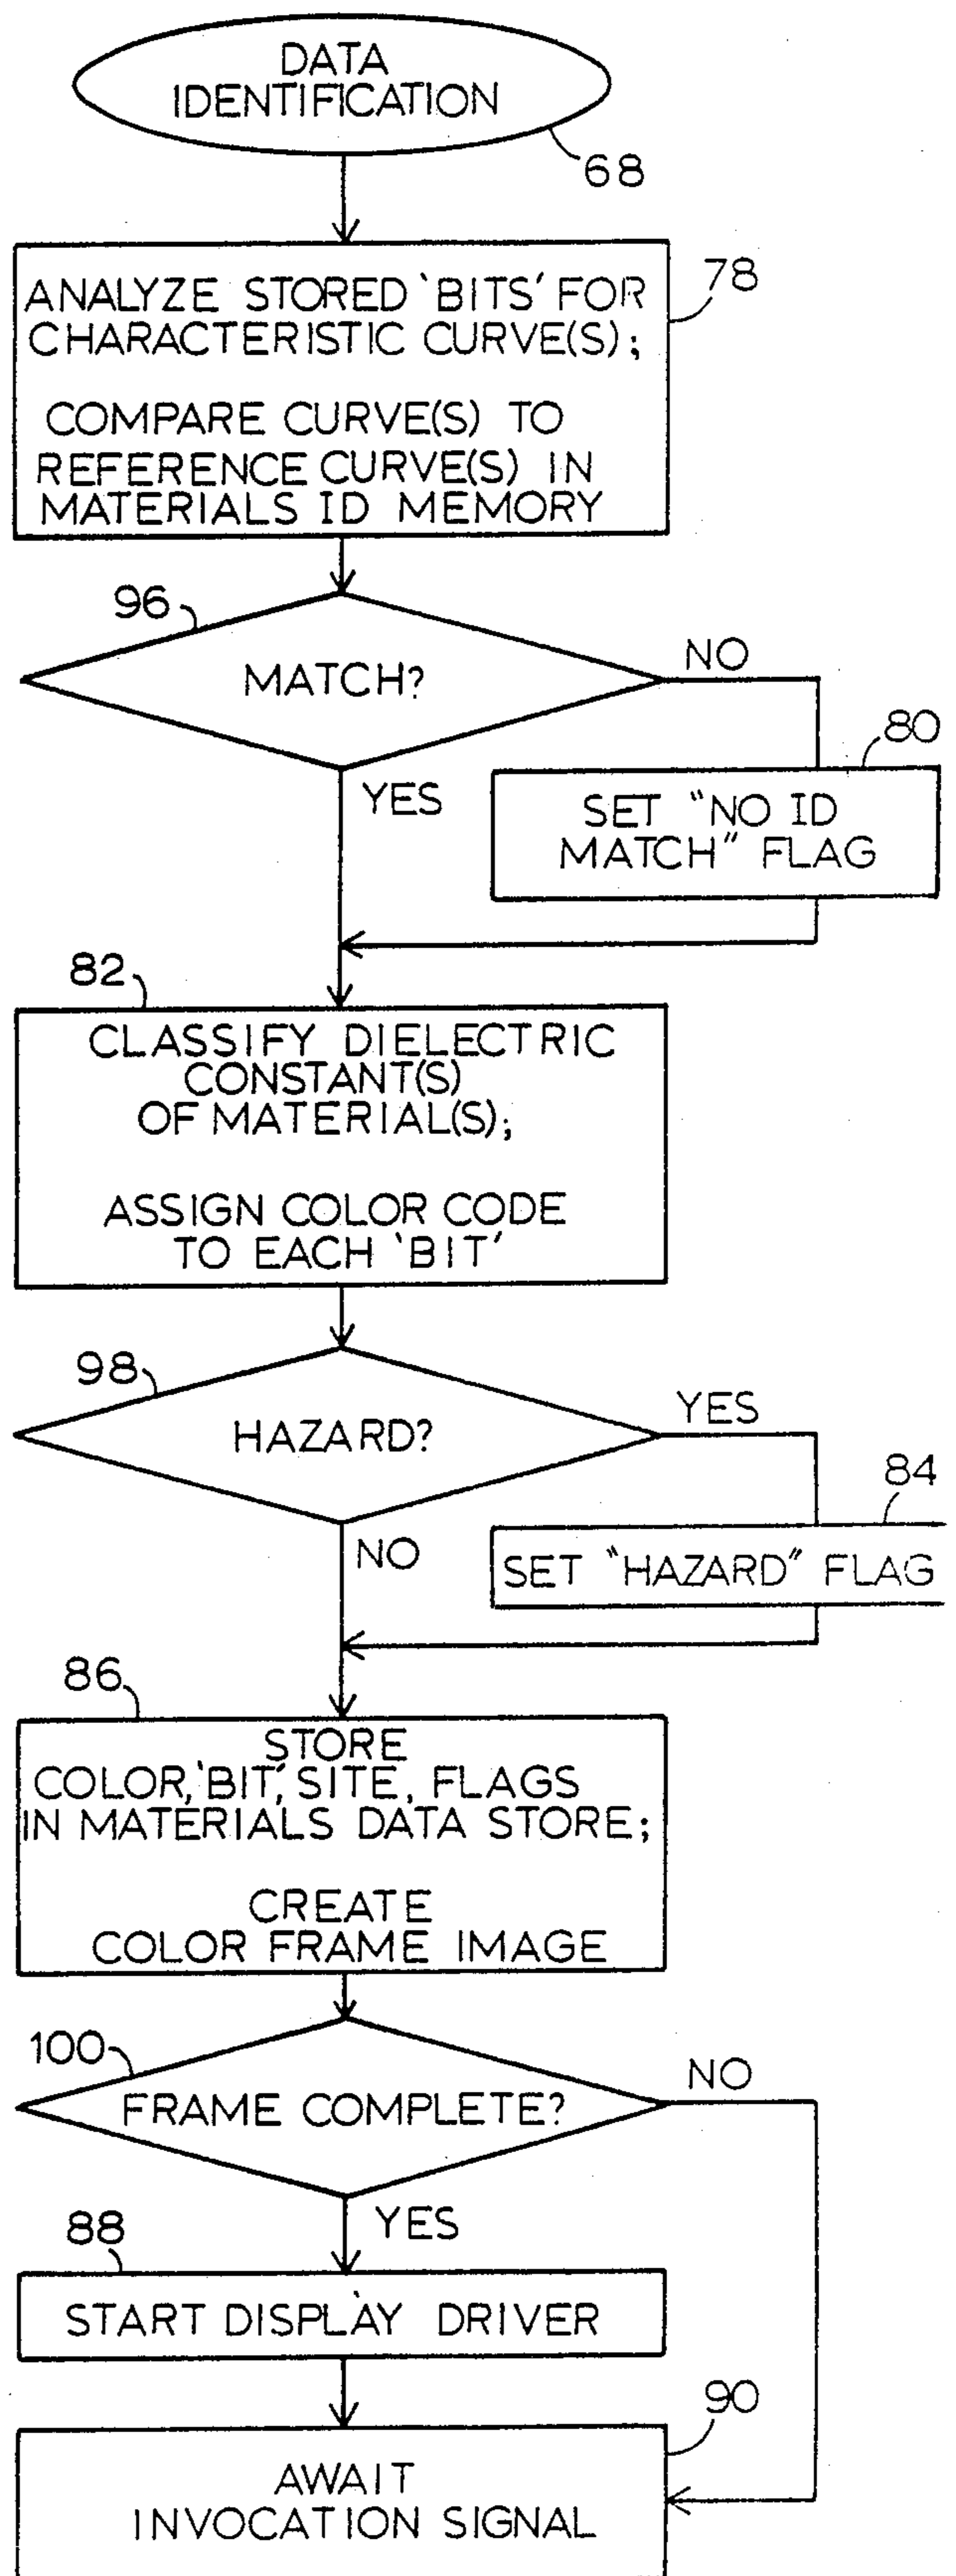 DATA
IDENTIFICATION
68
ANALYZE STORED 'BITS' FOR
CHARACTERISTIC CURVE(S);
78
COMPARE CURVE(S) TO
REFERENCE CURVE(S) IN
MATERIALS ID MEMORY
96
MATCH?
NO
YES
80
SET "NO ID
MATCH" FLAG
82
CLASSIFY DIELECTRIC
CONSTANT(S)
OF MATERIAL(S);
ASSIGN COLOR CODE
TO EACH 'BIT'
98
HAZARD?
YES
NO
84
SET "HAZARD" FLAG
86
STORE
COLOR, 'BIT', SITE, FLAGS
IN MATERIALS DATA STORE;
CREATE
COLOR FRAME IMAGE
100
FRAME COMPLETE?
NO
YES
88
START DISPLAY DRIVER
90
AWAIT
INVOCATION SIGNAL